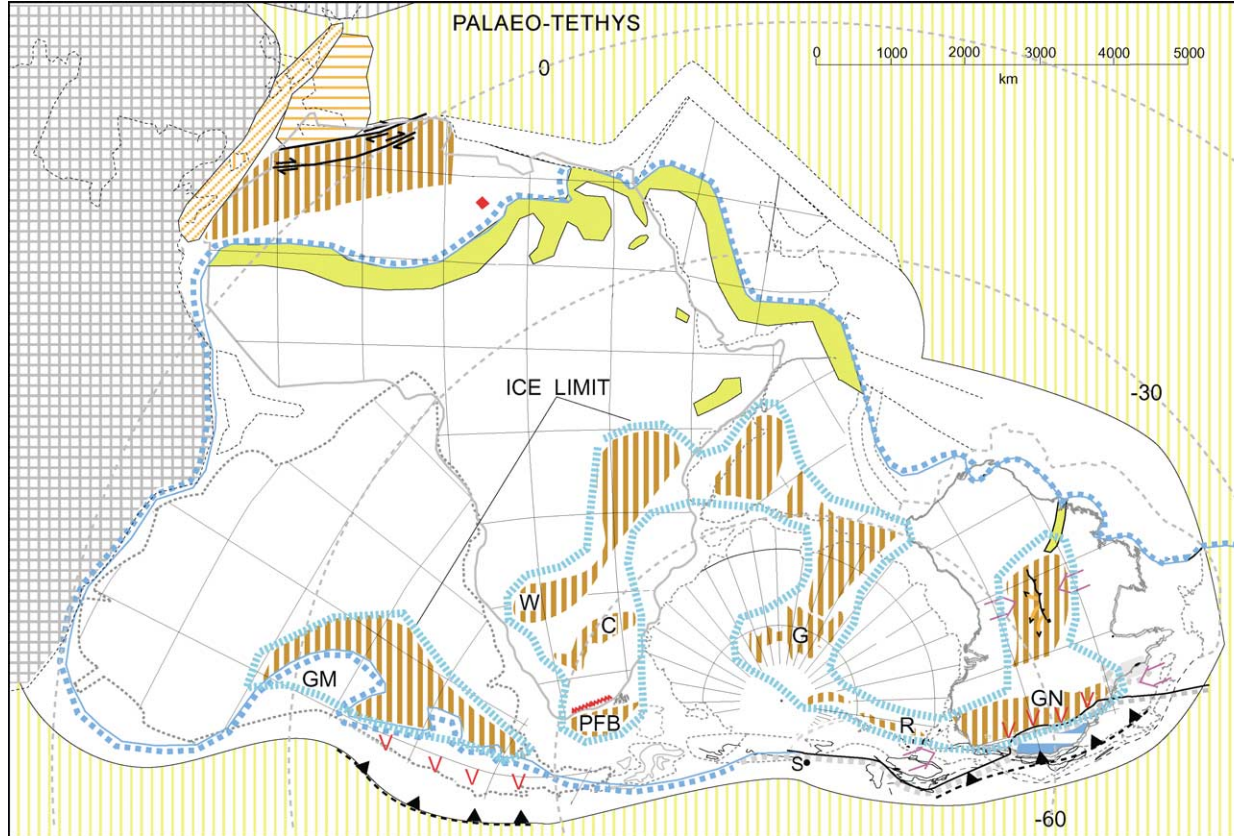 PALAEO-TETHYS
0 1000 2000 3000 4000 5000
km
0
-30
ICE LIMIT
W
C
G
GM
PFB
GN
R
S
V V V V
V V V V
-60